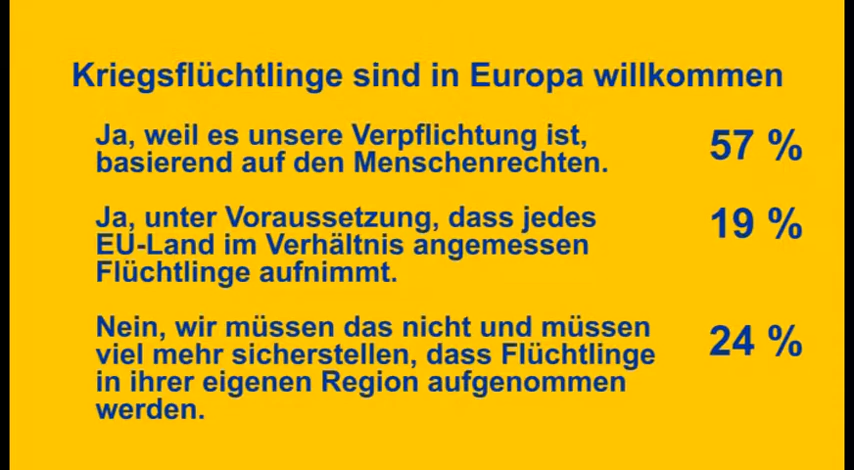 Kriegsflüchtlinge sind in Europa willkommen
Ja, weil es unsere Verpflichtung ist,
basierend auf den Menschenrechten.
57 %
Ja, unter Voraussetzung, dass jedes
EU-Land im Verhältnis angemessen
Flüchtlinge aufnimmt.
19 %
Nein, wir müssen das nicht und müssen
viel mehr sicherstellen, dass Flüchtlinge
in ihrer eigenen Region aufgenommen
werden.
24 %